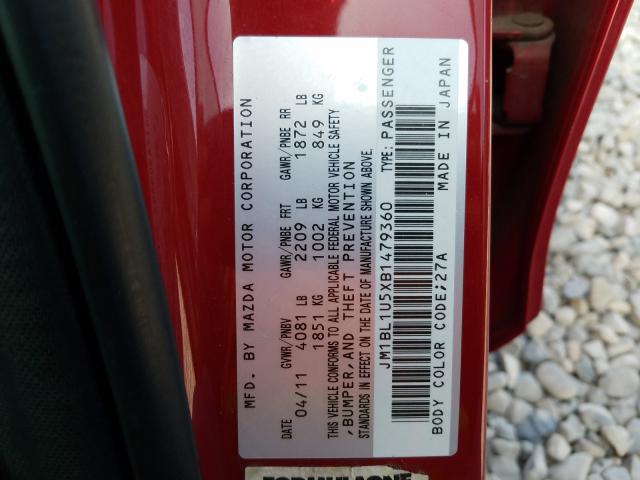 MFD. BY MAZDA MOTOR CORPORATION
DATE GVWR/PNBV GAWR/PNBE FRT GAWR/PNBE RR
04/11 4081 LB 2209 LB 1872 LB
1851 KG 1002 KG 849 KG
THIS VEHICLE CONFORMS TO ALL APPLICABLE FEDERAL MOTOR VEHICLE SAFETY
,BUMPER,AND THEFT PREVENTION
STANDARDS IN EFFECT ON THE DATE OF MANUFACTURE SHOWN ABOVE.
JM1BL1U5XB1479360 TYPE: PASSENGER
BODY COLOR CODE;27A MADE IN JAPAN